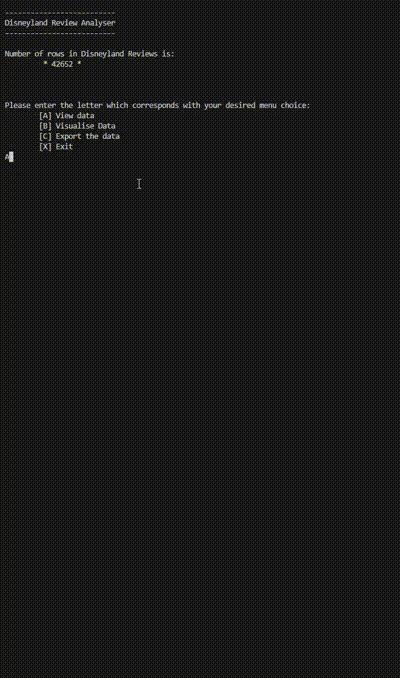 --------------------------
Disneyland Review Analyser
--------------------------
Number of rows in Disneyland Reviews is:
* 42652 *
Please enter the letter which corresponds with your desired menu choice:
[A] View data
[B] Visualise Data
[C] Export the data
[X] Exit
A